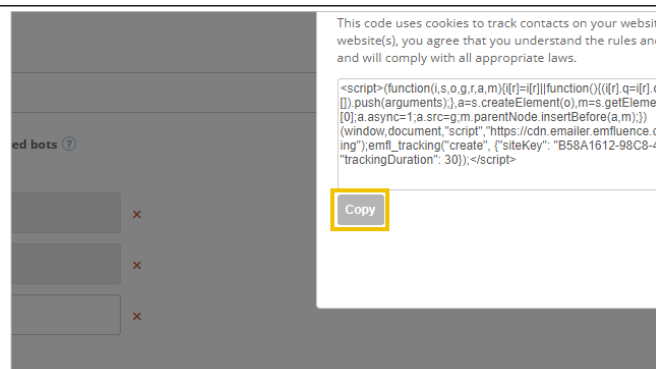 This code uses cookies to track contacts on your websit
website(s), you agree that you understand the rules and
and will comply with all appropriate laws.
<script>(function(i,s,o,g,r,a,m){i[r]=i[r]||function(){(i[r].q=i[r].q
[]).push(arguments);},a=s.createElement(o),m=s.getEleme
[0];a.async=1;a.src=g;m.parentNode.insertBefore(a,m);})
(window,document,"script","https://cdn.emailer.emfluence.c
ing");emfl_tracking("create", {"siteKey": "B58A1612-98C8-4
"trackingDuration": 30});</script>
ed bots ?
Copy
×
×
×